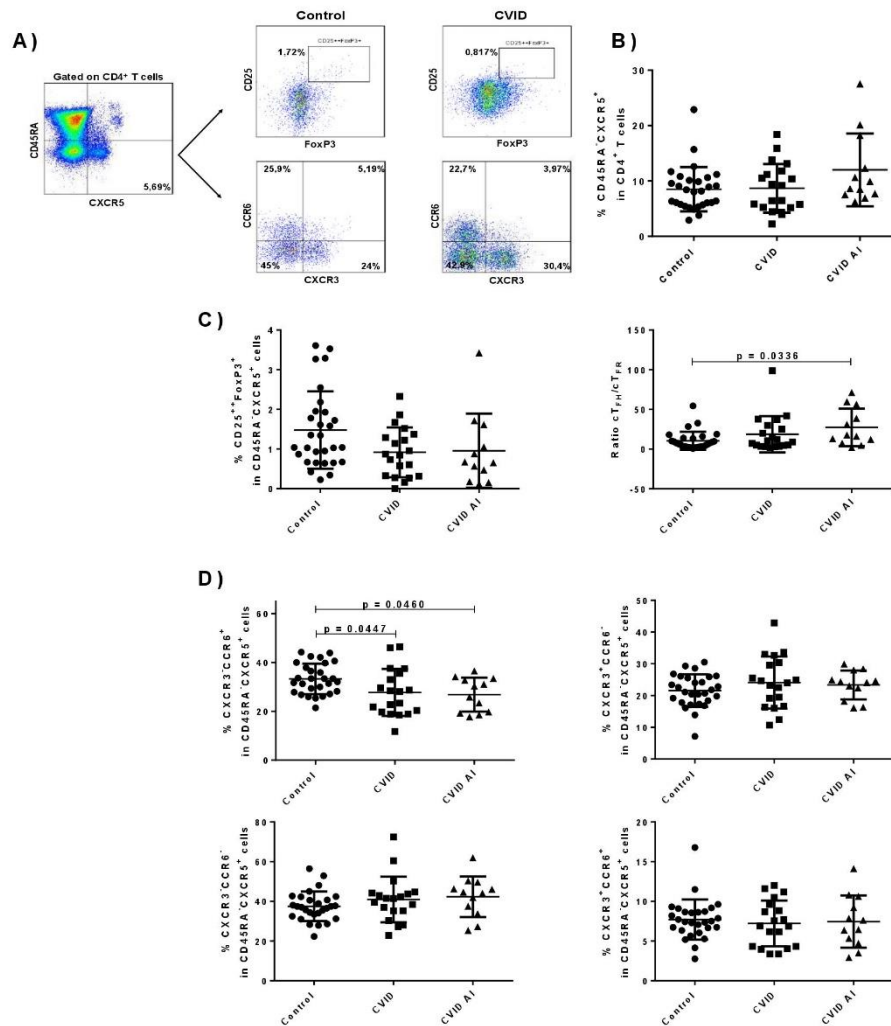 A)
Gated on CD4+ T cells
CD45RA
CXCR5
5,69%
Control
CVID
CD25++FoxP3+
1,72%
CD25
FoxP3
CD25++FoxP3+
0,817%
CD25
FoxP3
25,9%
5,19%
CCR6
45%
24%
CXCR3
22,7%
3,97%
CCR6
42,9%
30,4%
CXCR3
B)
% CD45RA-CXCR5+
in CD4+ T cells
30
20
10
0
Control
CVID
CVID AI
C)
% CD25++FoxP3+
in CD45RA-CXCR5+ cells
4
3
2
1
0
Control
CVID
CVID AI
Ratio cTFH/cTFR
150
100
50
0
-50
p = 0.0336
Control
CVID
CVID AI
D)
% CXCR3-CCR6+
in CD45RA-CXCR5+ cells
60
40
20
0
p = 0.0460
p = 0.0447
Control
CVID
CVID AI
% CXCR3+CCR6-
in CD45RA-CXCR5+ cells
50
40
30
20
10
0
Control
CVID
CVID AI
% CXCR3-CCR6-
in CD45RA-CXCR5+ cells
80
60
40
20
0
Control
CVID
CVID AI
% CXCR3+CCR6+
in CD45RA-CXCR5+ cells
20
15
10
5
0
Control
CVID
CVID AI